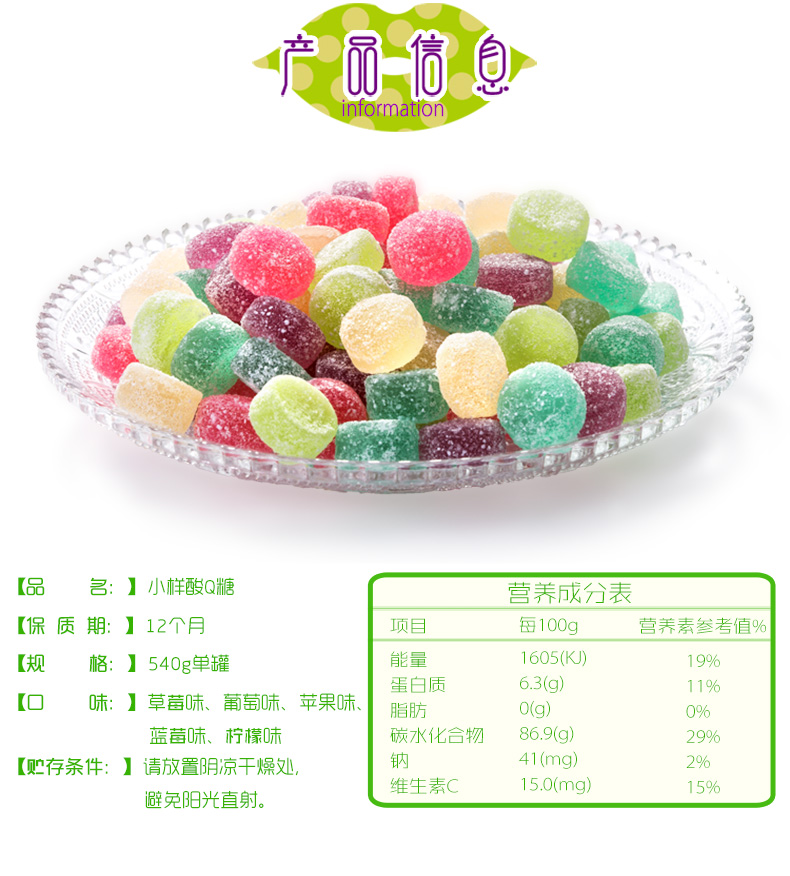 产品信息
information
【品 名：】小样酸Q糖
【保 质 期：】12个月
【规 格：】540g单罐
【口 味：】草莓味、葡萄味、苹果味、
蓝莓味、柠檬味
【贮存条件：】请放置阴凉干燥处,
避免阳光直射。
营养成分表
项目 每100g 营养素参考值%
能量 1605(KJ) 19%
蛋白质 6.3(g) 11%
脂肪 0(g) 0%
碳水化合物 86.9(g) 29%
钠 41(mg) 2%
维生素C 15.0(mg) 15%